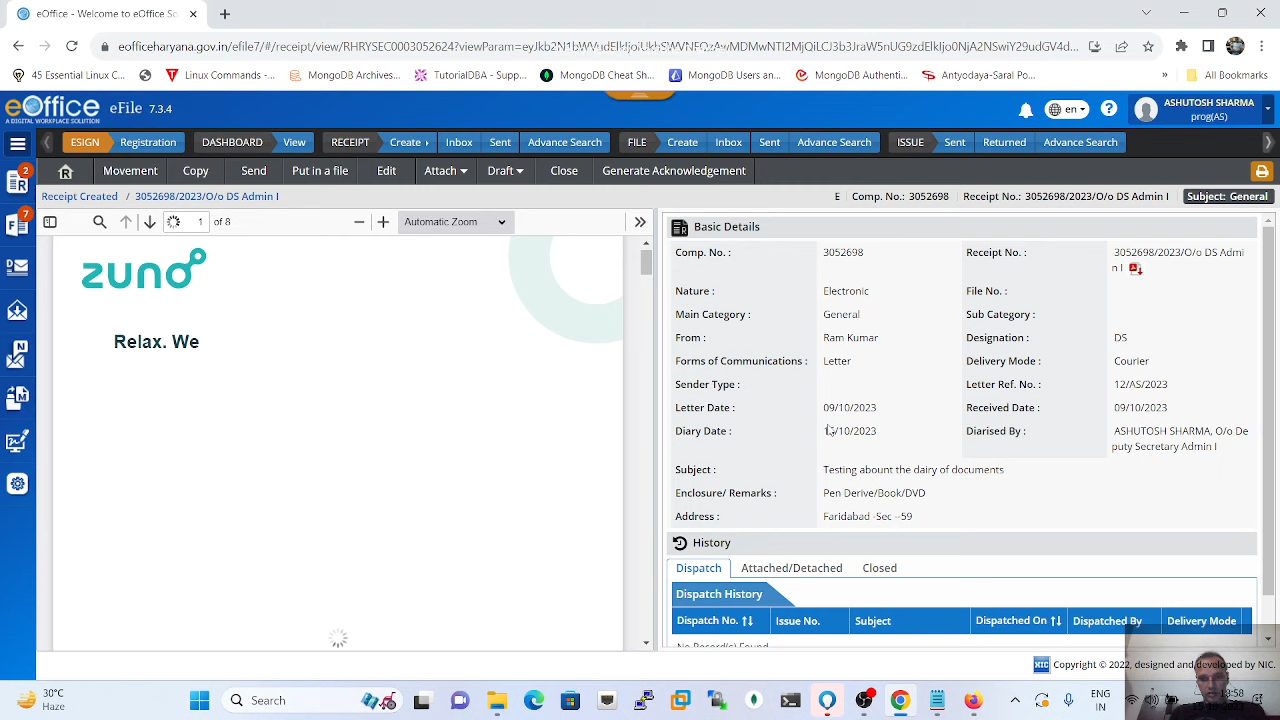 eOffice - Welcome to eOffice So
eofficeharyana.gov.in/efile7/#/receipt/view/RHRYSEC0003052624?viewParam=
45 Essential Linux C...
Linux Commands -...
MongoDB Archives...
TutorialDBA - Supp...
MongoDB Cheat Sh...
MongoDB Users an...
MongoDB Authenti...
Antyodaya-Saral Po...
» All Bookmarks
eOffice
A DIGITAL WORKPLACE SOLUTION
eFile 7.3.4
en
ASHUTOSH SHARMA
prog(AS)
ESIGN Registration DASHBOARD View RECEIPT Create Inbox Sent Advance Search FILE Create Inbox Sent Advance Search ISSUE Sent Returned Advance Search
Movement Copy Send Put in a file Edit Attach Draft Close Generate Acknowledgement
2
7
Receipt Created / 3052698/2023/O/o DS Admin I
E Comp. No.: 3052698 Receipt No.: 3052698/2023/O/o DS Admin I Subject: General
1 of 8
Automatic Zoom
zuno
Relax. We
Basic Details
Comp. No. : 3052698 Receipt No. : 3052698/2023/O/o DS Admi
n I
Nature : Electronic File No. :
Main Category : General Sub Category :
From : Ram Kumar Designation : DS
Forms of Communications : Letter Delivery Mode : Courier
Sender Type : Letter Ref. No. : 12/AS/2023
Letter Date : 09/10/2023 Received Date : 09/10/2023
Diary Date : /10/2023 Diarised By : ASHUTOSH SHARMA, O/o De
puty Secretary Admin I
Subject : Testing abount the dairy of documents
Enclosure/ Remarks : Pen Derive/Book/DVD
Address : Faridabad -Sec --59
History
Dispatch Attached/Detached Closed
Dispatch History
Dispatch No. Issue No. Subject Dispatched On Dispatched By Delivery Mode
No Record(s) Found
NIC Copyright © 2022, designed and developed by NIC.
30°C
Haze
Search
ENG
IN